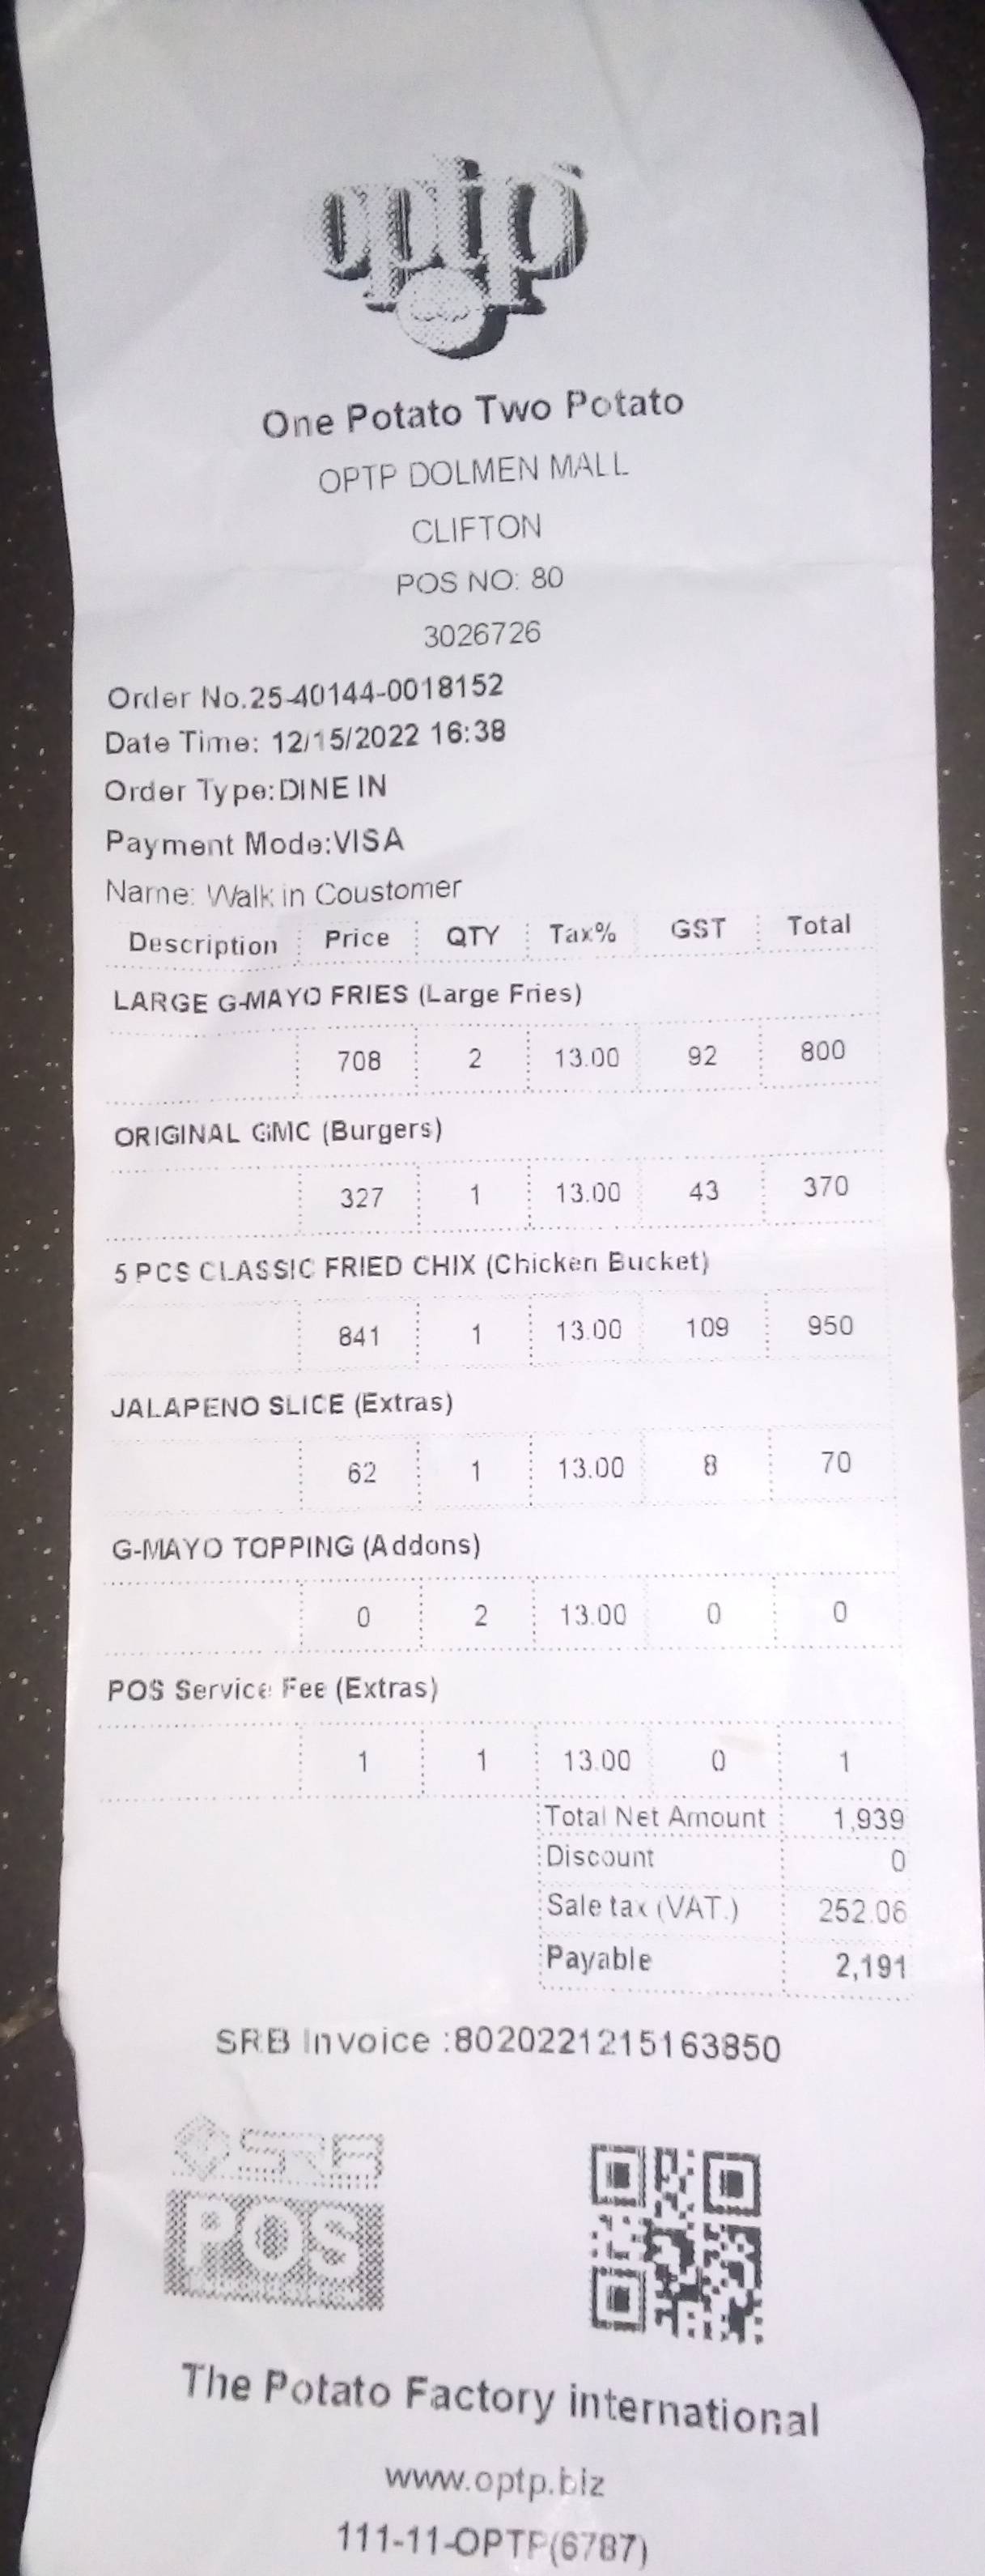 optp
One Potato Two Potato
OPTP DOLMEN MALL
CLIFTON
POS NO: 80
3026726
Order No.25-40144-0018152
Date Time: 12/15/2022 16:38
Order Type:DINE IN
Payment Mode:VISA
Name: Walk in Coustomer
Description Price QTY Tax% GST Total
LARGE G-MAYO FRIES (Large Fries)
708 2 13.00 92 800
ORIGINAL GMC (Burgers)
327 1 13.00 43 370
5 PCS CLASSIC FRIED CHIX (Chicken Bucket)
841 1 13.00 109 950
JALAPENO SLICE (Extras)
62 1 13.00 8 70
G-MAYO TOPPING (Addons)
0 2 13.00 0 0
POS Service Fee (Extras)
1 1 13.00 0 1
Total Net Amount 1,939
Discount 0
Sale tax (VAT.) 252.06
Payable 2,191
SRB Invoice :8020221215163850
POS
The Potato Factory international
www.optp.biz
111-11-OPTP(6787)